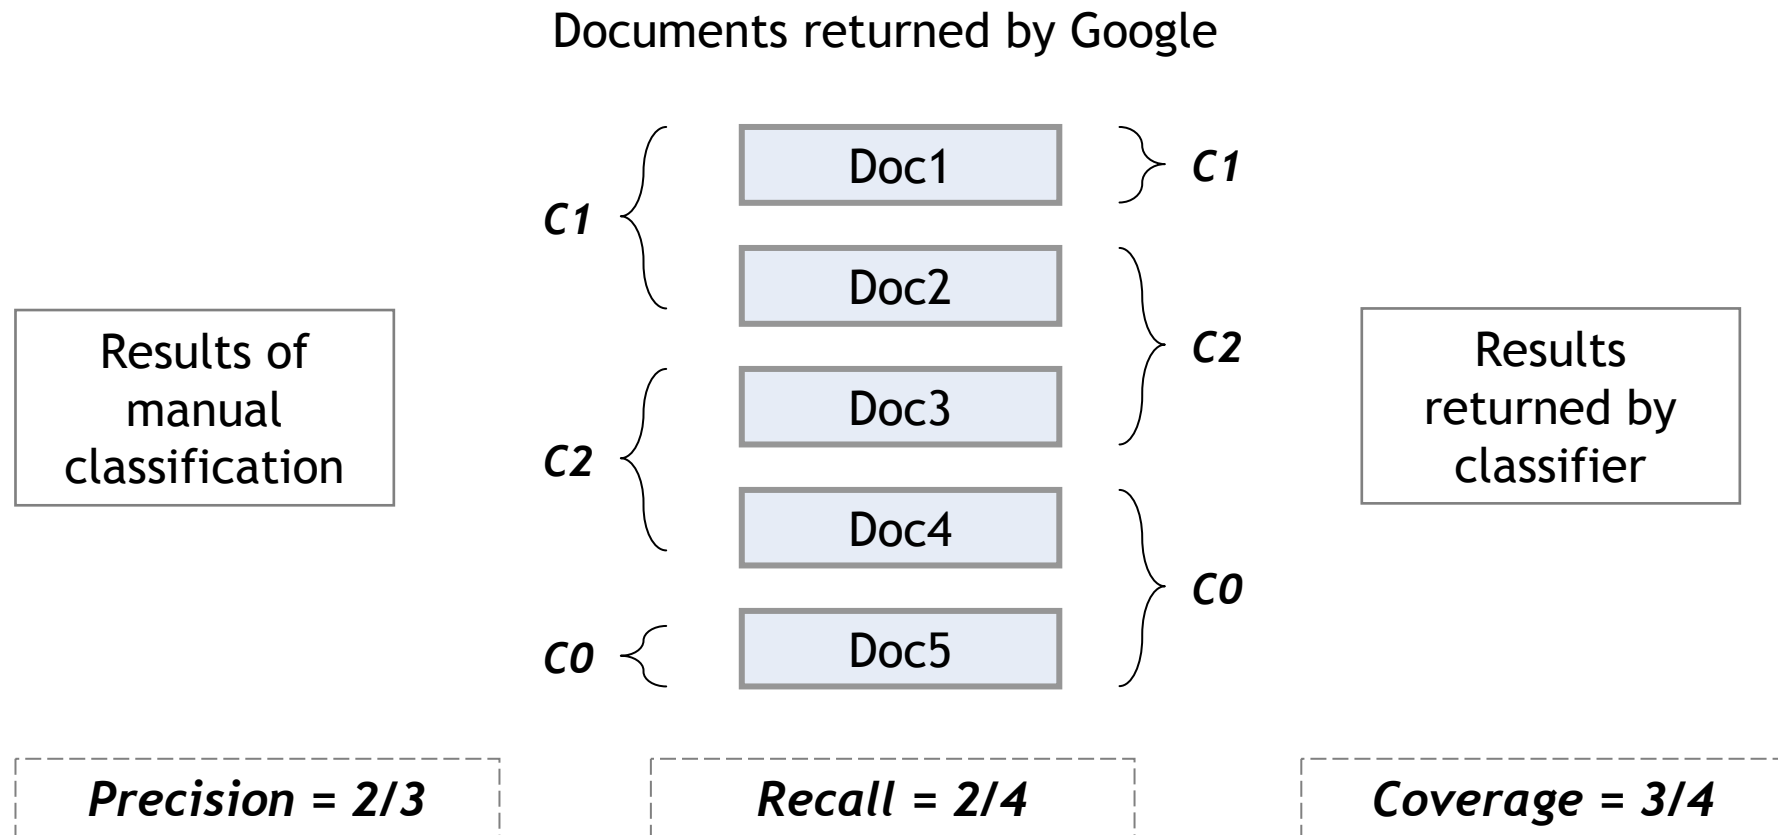 Documents returned by Google
Doc1
C1
C1
Doc2
Results of
manual
classification
C2
Results
returned by
classifier
Doc3
C2
Doc4
C0
C0
Doc5
Precision = 2/3
Recall = 2/4
Coverage = 3/4